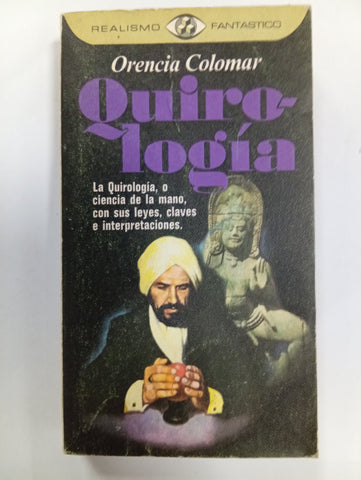 REALISMO FANTASTICO
Orencia Colomar
Quiro-
logía
La Quirología, o
ciencia de la mano,
con sus leyes, claves
e interpretaciones.